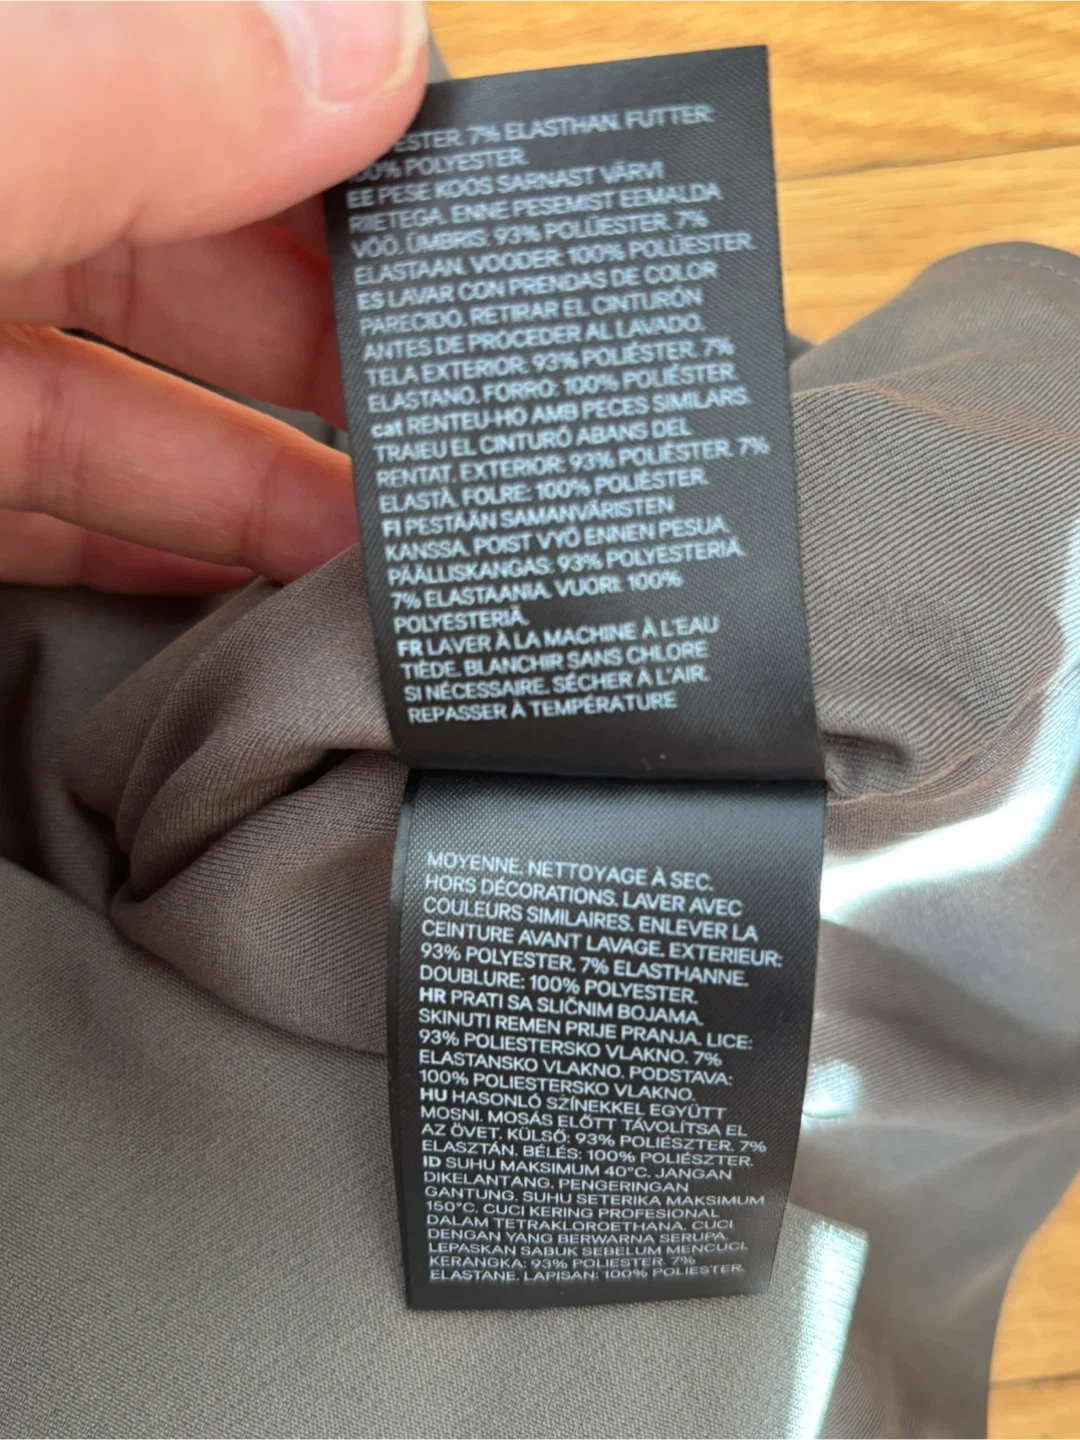 ESTER. 7% ELASTHAN. FUTTER:
100% POLYESTER.
EE PESE KOOS SARNAST VÄRVI
RIIETEGA. ENNE PESEMIST EEMALDA
VÖÖ. ÜMBRIS: 93% POLÜESTER. 7%
ELASTAAN. VOODER: 100% POLÜESTER.
ES LAVAR CON PRENDAS DE COLOR
PARECIDO. RETIRAR EL CINTURÓN
ANTES DE PROCEDER AL LAVADO.
TELA EXTERIOR: 93% POLIÉSTER. 7%
ELASTANO. FORRO: 100% POLIÉSTER.
cat RENTEU-HO AMB PECES SIMILARS.
TRAIEU EL CINTURÓ ABANS DEL
RENTAT. EXTERIOR: 93% POLIÈSTER. 7%
ELASTÀ. FOLRE: 100% POLIÈSTER.
FI PESTÄÄN SAMANVÄRISTEN
KANSSA. POIST VYÖ ENNEN PESUA.
PÄÄLLISKANGAS: 93% POLYESTERIÄ.
7% ELASTAANIA. VUORI: 100%
POLYESTERIÄ.
FR LAVER À LA MACHINE À L'EAU
TIÈDE. BLANCHIR SANS CHLORE
SI NÉCESSAIRE. SÉCHER À L'AIR.
REPASSER À TEMPÉRATURE
MOYENNE. NETTOYAGE À SEC.
HORS DÉCORATIONS. LAVER AVEC
COULEURS SIMILAIRES. ENLEVER LA
CEINTURE AVANT LAVAGE. EXTERIEUR:
93% POLYESTER. 7% ELASTHANNE.
DOUBLURE: 100% POLYESTER.
HR PRATI SA SLIČNIM BOJAMA.
SKINUTI REMEN PRIJE PRANJA. LICE:
93% POLIESTERSKO VLAKNO. 7%
ELASTANSKO VLAKNO. PODSTAVA:
100% POLIESTERSKO VLAKNO.
HU HASONLÓ SZÍNEKKEL EGYÜTT
MOSNI. MOSÁS ELŐTT TÁVOLÍTSA EL
AZ ÖVET. KÜLSŐ: 93% POLIÉSZTER. 7%
ELASZTÁN. BÉLÉS: 100% POLIÉSZTER.
ID SUHU MAKSIMUM 40°C. JANGAN
DIKELANTANG. PENGERINGAN
GANTUNG. SUHU SETERIKA MAKSIMUM
150°C. CUCI KERING PROFESIONAL
DALAM TETRAKLOROETHANA. CUCI
DENGAN YANG BERWARNA SERUPA.
LEPASKAN SABUK SEBELUM MENCUCI.
KERANGKA: 93% POLIESTER. 7%
ELASTANE. LAPISAN: 100% POLIESTER.